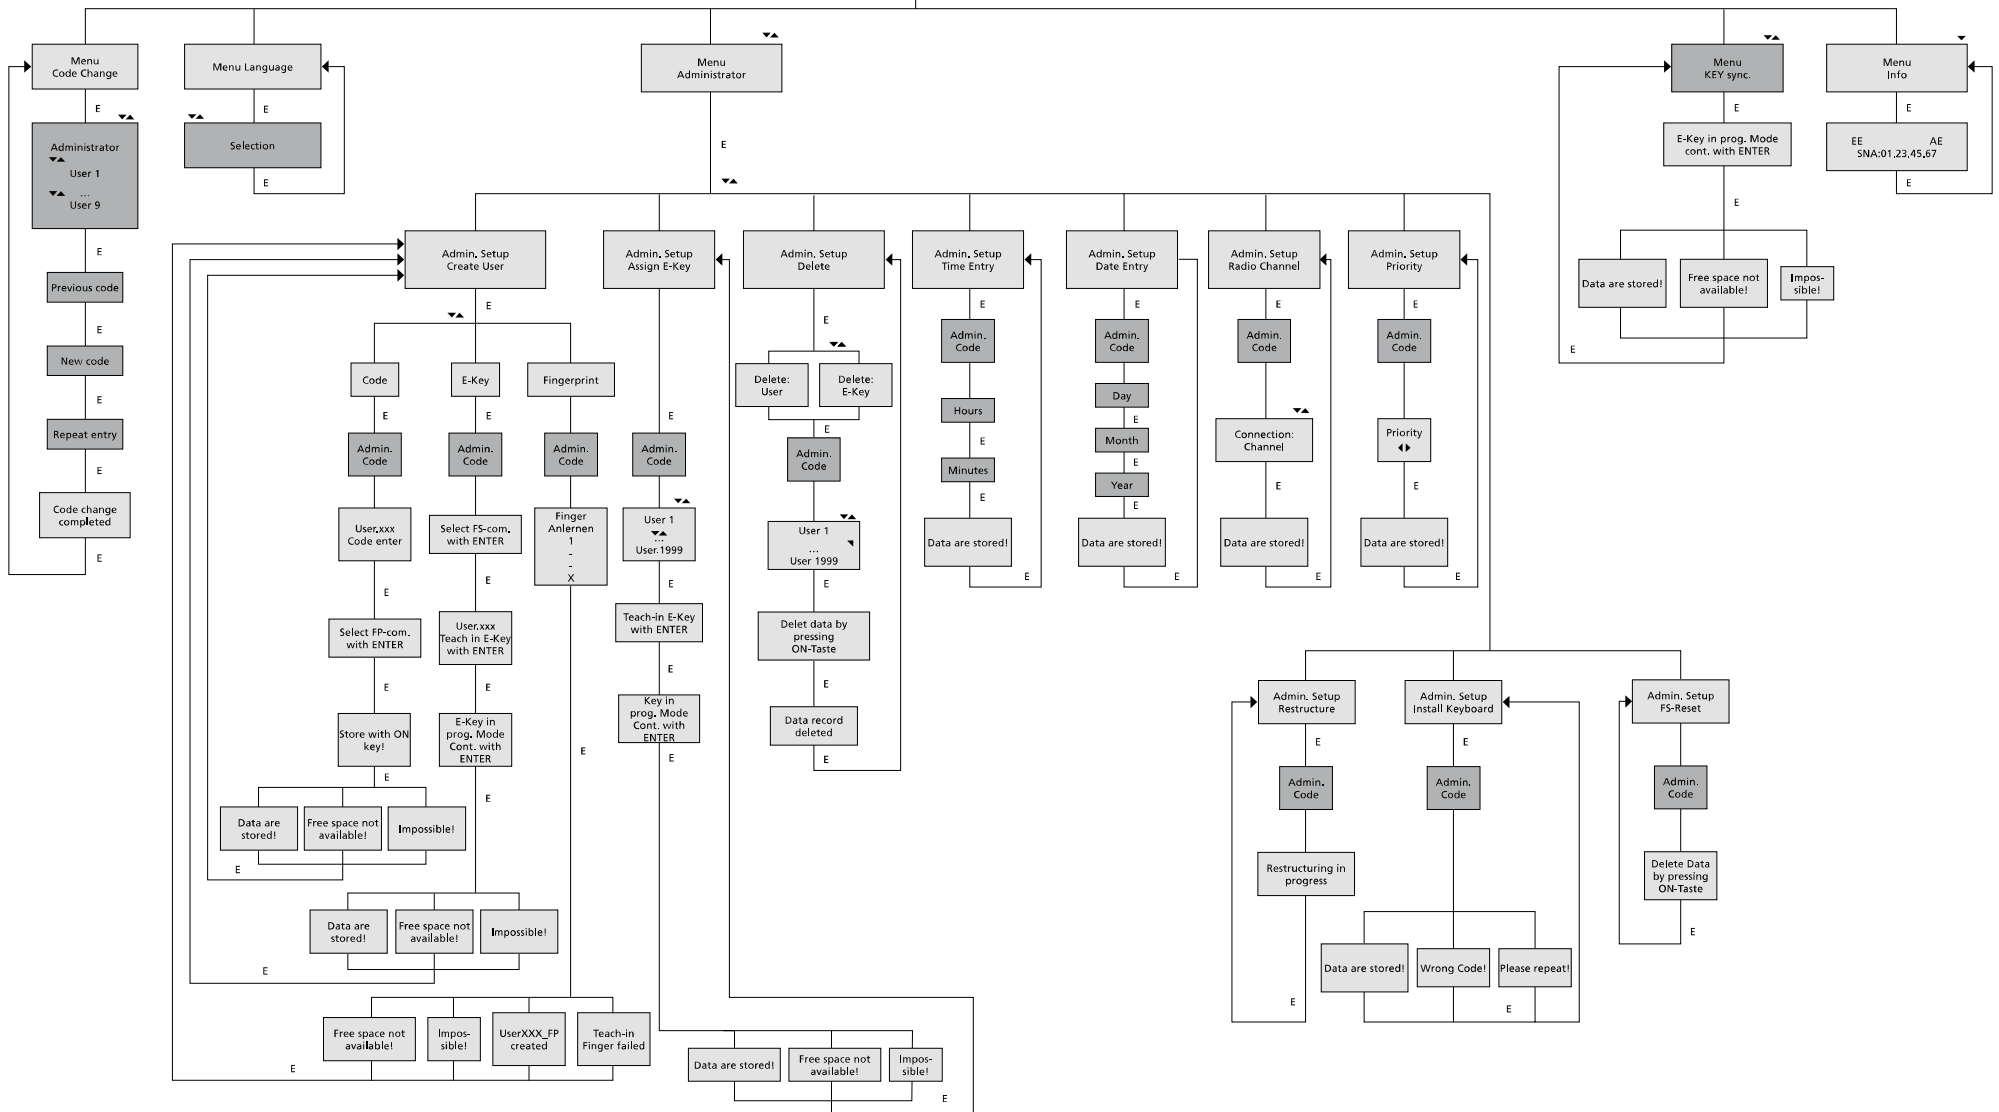 Menu
Code Change
E
Administrator
User 1
...
User 9
E
Previous code
E
New code
E
Repeat entry
E
Code change
completed
E
Menu Language
E
Selection
E
Menu
Administrator
E
Admin. Setup
Create User
E
Code
E
Admin.
Code
User.xxx
Code enter
E
Select FP-com.
with ENTER
E
Store with ON
key!
E
Data are
stored!
Free space not
available!
Impossible!
E
E-Key
E
Admin.
Code
Select FS-com.
with ENTER
E
User.xxx
Teach in E-Key
with ENTER
E
E-Key in
prog. Mode
Cont. with
ENTER
E
Data are
stored!
Free space not
available!
Impossible!
E
Fingerprint
Admin.
Code
Finger
Anlernen
1
-
-
X
E
Free space not
available!
Impos-
sible!
UserXXX_FP
created
Teach-in
Finger failed
E
Admin. Setup
Assign E-Key
E
Admin.
Code
User 1
...
User.1999
E
Teach-in E-Key
with ENTER
E
Key in
prog. Mode
Cont. with
ENTER
E
Data are stored!
Free space not
available!
Impos-
sible!
E
Admin. Setup
Delete
E
Delete:
User
Delete:
E-Key
E
Admin.
Code
User 1
...
User 1999
E
Delet data by
pressing
ON-Taste
E
Data record
deleted
E
Admin. Setup
Time Entry
E
Admin.
Code
Hours
E
Minutes
E
Data are stored!
E
Admin. Setup
Date Entry
E
Admin.
Code
Day
E
Month
E
Year
E
Data are stored!
E
Admin. Setup
Radio Channel
E
Admin.
Code
Connection:
Channel
E
Data are stored!
E
Admin. Setup
Priority
E
Admin.
Code
Priority
E
Data are stored!
E
Admin. Setup
Restructure
E
Admin.
Code
Restructuring in
progress
E
Admin. Setup
Install Keyboard
E
Admin.
Code
Data are stored!
Wrong Code!
Please repeat!
E
Admin. Setup
FS-Reset
E
Admin.
Code
Delete Data
by pressing
ON-Taste
E
Menu
KEY sync.
E
E-Key in prog. Mode
cont. with ENTER
E
Data are stored!
Free space not
available!
Impos-
sible!
E
Menu
Info
E
EE AE
SNA:01,23,45,67
E